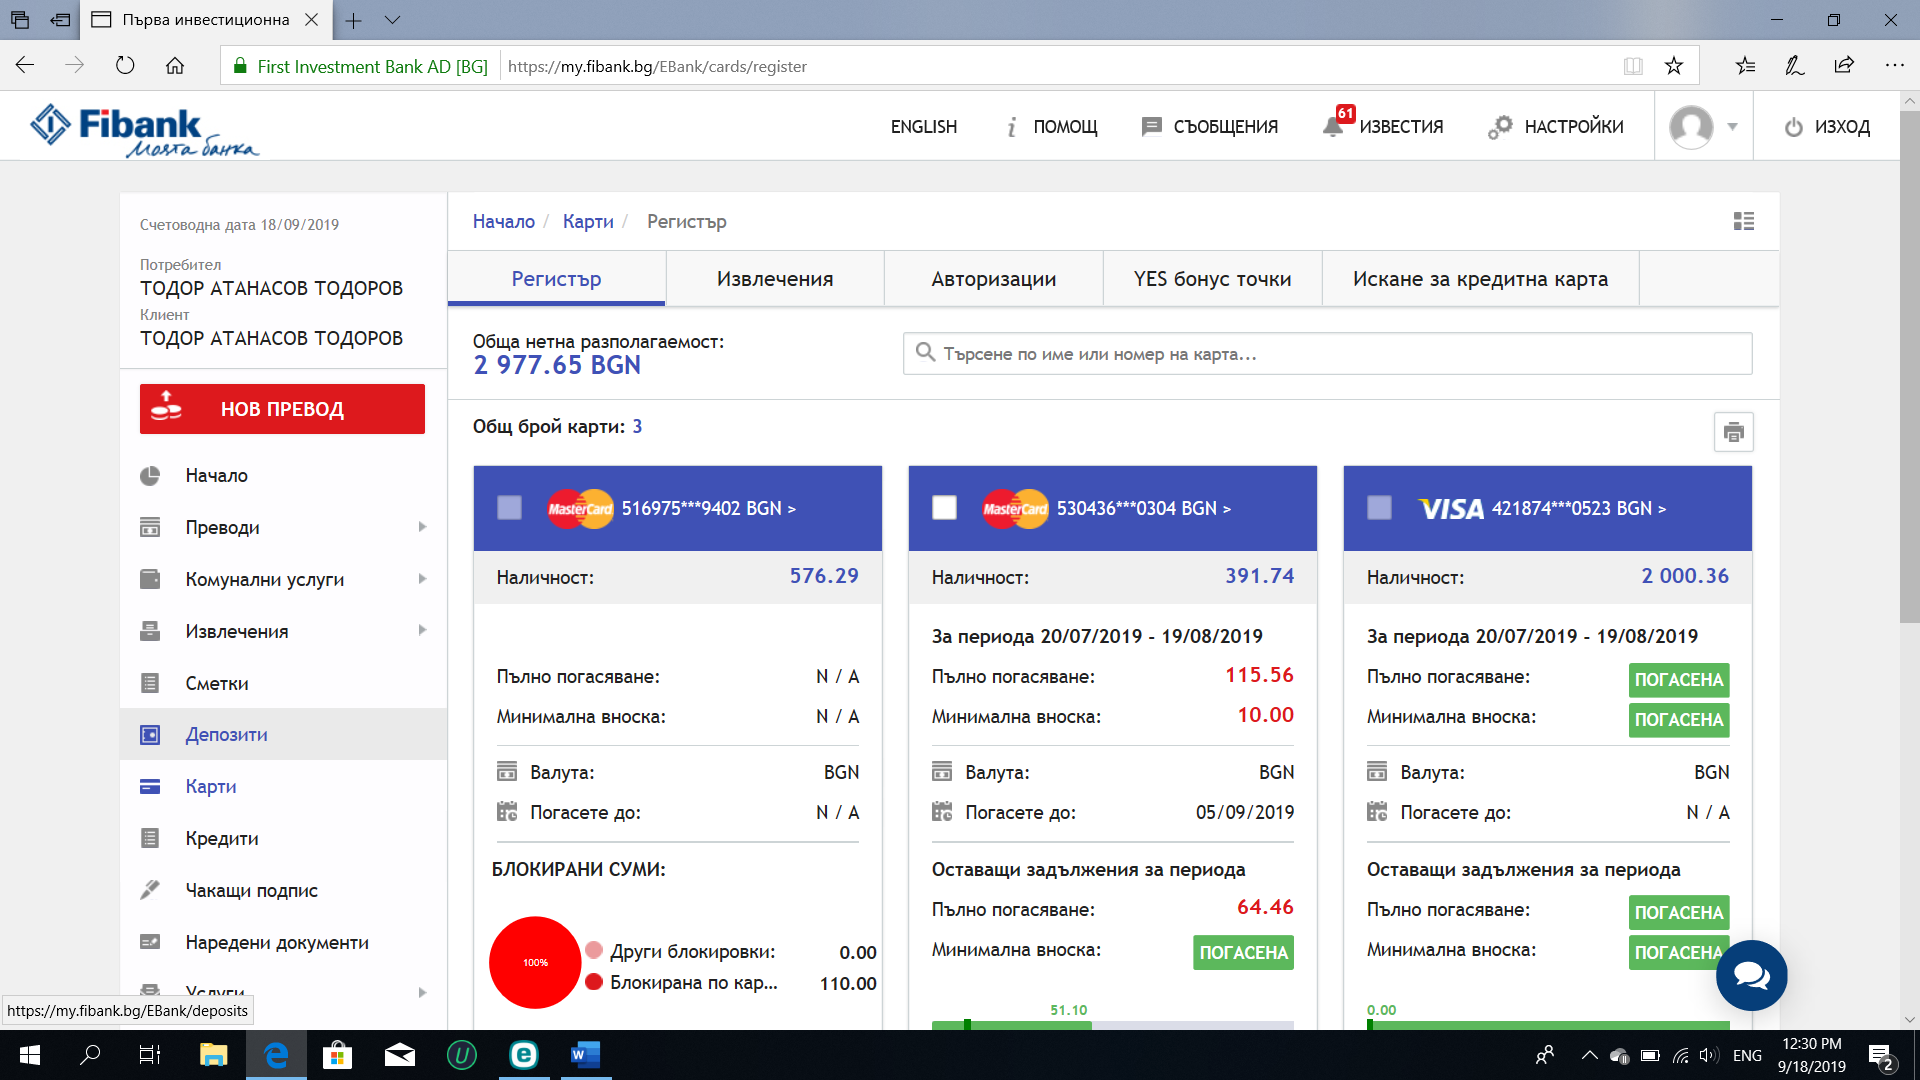 Първа инвестиционна
First Investment Bank AD [BG]
https://my.fibank.bg/EBank/cards/register
Fibank
Моята банка
ENGLISH
ПОМОЩ
СЪОБЩЕНИЯ
61
ИЗВЕСТИЯ
НАСТРОЙКИ
ИЗХОД
Счетоводна дата 18/09/2019
Потребител
ТОДОР АТАНАСОВ ТОДОРОВ
Клиент
ТОДОР АТАНАСОВ ТОДОРОВ
НОВ ПРЕВОД
Начало
Преводи
Комунални услуги
Извлечения
Сметки
Депозити
Карти
Кредити
Чакащи подпис
Наредени документи
Услуги
https://my.fibank.bg/EBank/deposits
Начало / Карти / Регистър
Регистър
Извлечения
Авторизации
YES бонус точки
Искане за кредитна карта
Обща нетна разполагаемост:
2 977.65 BGN
Търсене по име или номер на карта...
Общ брой карти: 3
MasterCard 516975***9402 BGN >
Наличност: 576.29
Пълно погасяване: N / A
Минимална вноска: N / A
Валута: BGN
Погасете до: N / A
БЛОКИРАНИ СУМИ:
100%
Други блокировки: 0.00
Блокирана по кар... 110.00
MasterCard 530436***0304 BGN >
Наличност: 391.74
За периода 20/07/2019 - 19/08/2019
Пълно погасяване: 115.56
Минимална вноска: 10.00
Валута: BGN
Погасете до: 05/09/2019
Оставащи задължения за периода
Пълно погасяване: 64.46
Минимална вноска: ПОГАСЕНА
51.10
VISA 421874***0523 BGN >
Наличност: 2 000.36
За периода 20/07/2019 - 19/08/2019
Пълно погасяване: ПОГАСЕНА
Минимална вноска: ПОГАСЕНА
Валута: BGN
Погасете до: N / A
Оставащи задължения за периода
Пълно погасяване: ПОГАСЕНА
Минимална вноска: ПОГАСЕНА
0.00
ENG
12:30 PM
9/18/2019
2